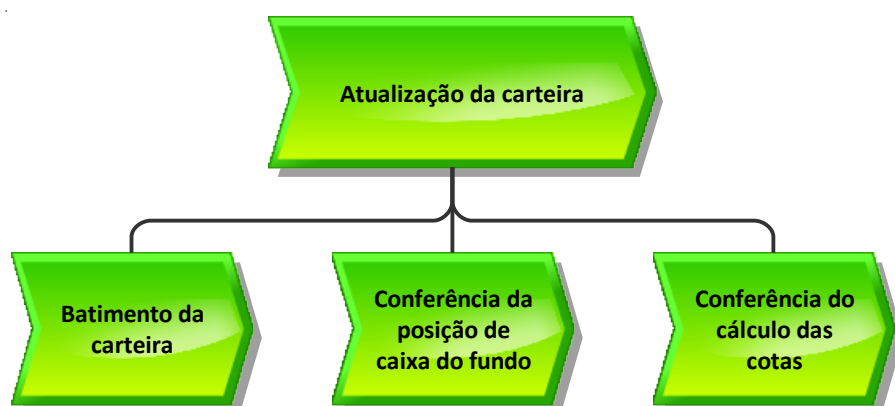 Atualização da carteira
Batimento da
carteira
Conferência da
posição de
caixa do fundo
Conferência do
cálculo das
cotas